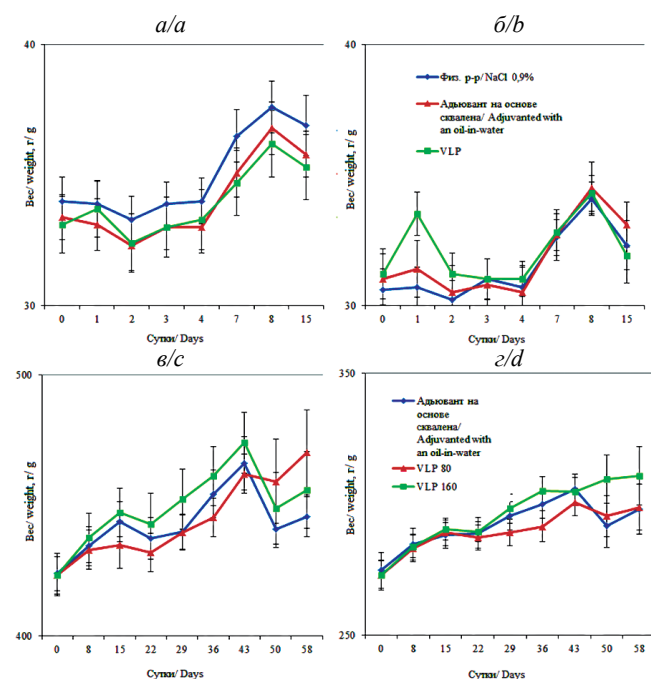 а/a
б/b
40
Вес/ weight, г/ g
30
0 1 2 3 4 7 8 15
Сутки/ Days
40
Физ. р-р/ NaCl 0,9%
Адьювант на основе
сквалена/ Adjuvanted with
an oil-in-water
VLP
Вес/ weight, г/ g
30
0 1 2 3 4 7 8 15
Сутки/ Days
в/c
г/d
500
Вес/ weight, г/ g
400
0 8 15 22 29 36 43 50 58
Сутки/ Days
350
Адьювант на
основе
сквалена/
Adjuvanted with
an oil-in-water
VLP 80
VLP 160
Вес/ weight, г/ g
250
0 8 15 22 29 36 43 50 58
Сутки/ Days